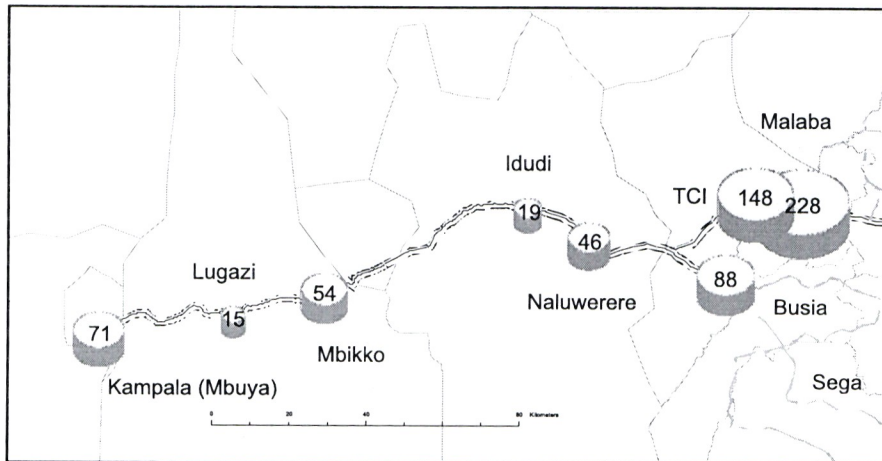 Malaba
Idudi
TCI
148
228
19
46
Lugazi
54
88
Naluwerere
Busia
15
71
Mbikko
Sega
Kampala (Mbuya)
0 20 40 80 Kilometers